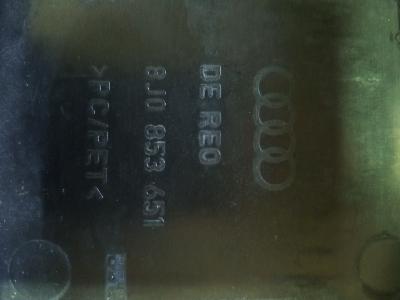 DE REO
8J0 853 651
>PC/PET<